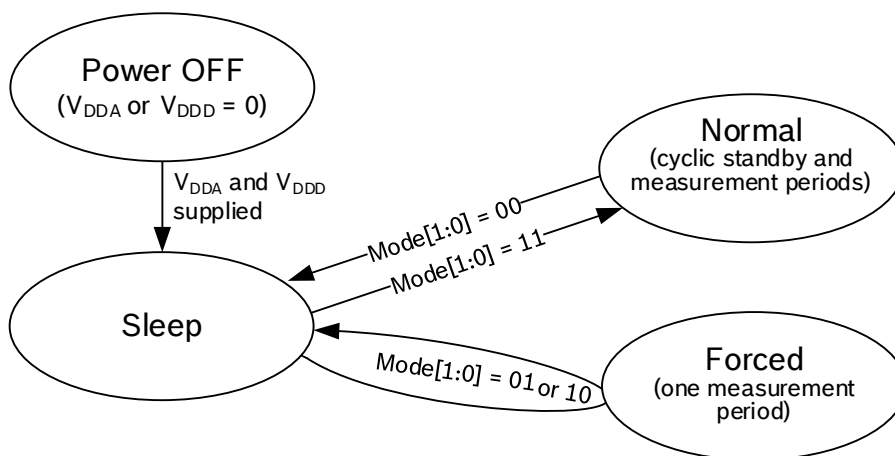 Power OFF
(VDDA or VDDD = 0)
VDDA and VDDD
supplied
Normal
(cyclic standby and
measurement periods)
Mode[1:0] = 00
Mode[1:0] = 11
Sleep
Mode[1:0] = 01 or 10
Forced
(one measurement
period)